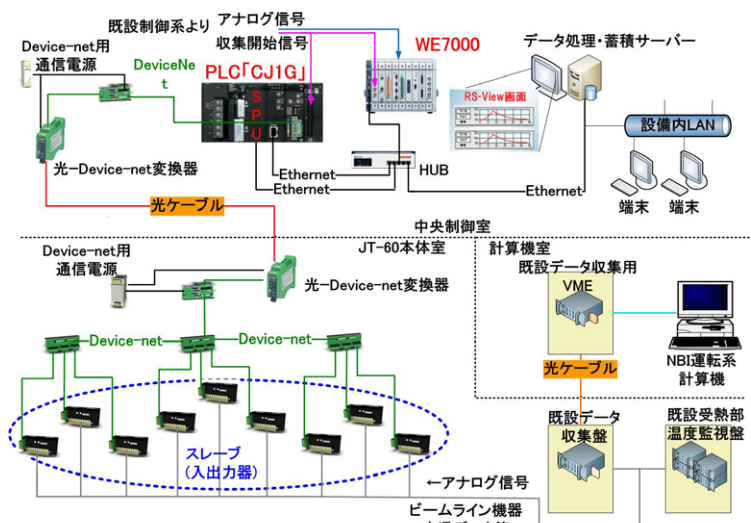 既設制御系より
アナログ信号
収集開始信号
WE7000
データ処理・蓄積サーバー
Device-net用
通信電源
DeviceNe
t
PLC「CJ1G」
S
P
U
RS-View画面
設備内LAN
光-Device-net変換器
Ethernet
Ethernet
HUB
Ethernet
端末
端末
光ケーブル
中央制御室
JT-60本体室
計算機室
Device-net用
通信電源
光-Device-net変換器
既設データ収集用
VME
Device-net
Device-net
光ケーブル
NBI運転系
計算機
スレーブ
(入出力器)
既設データ
収集盤
既設受熱部
温度監視盤
←アナログ信号
ビームライン機器